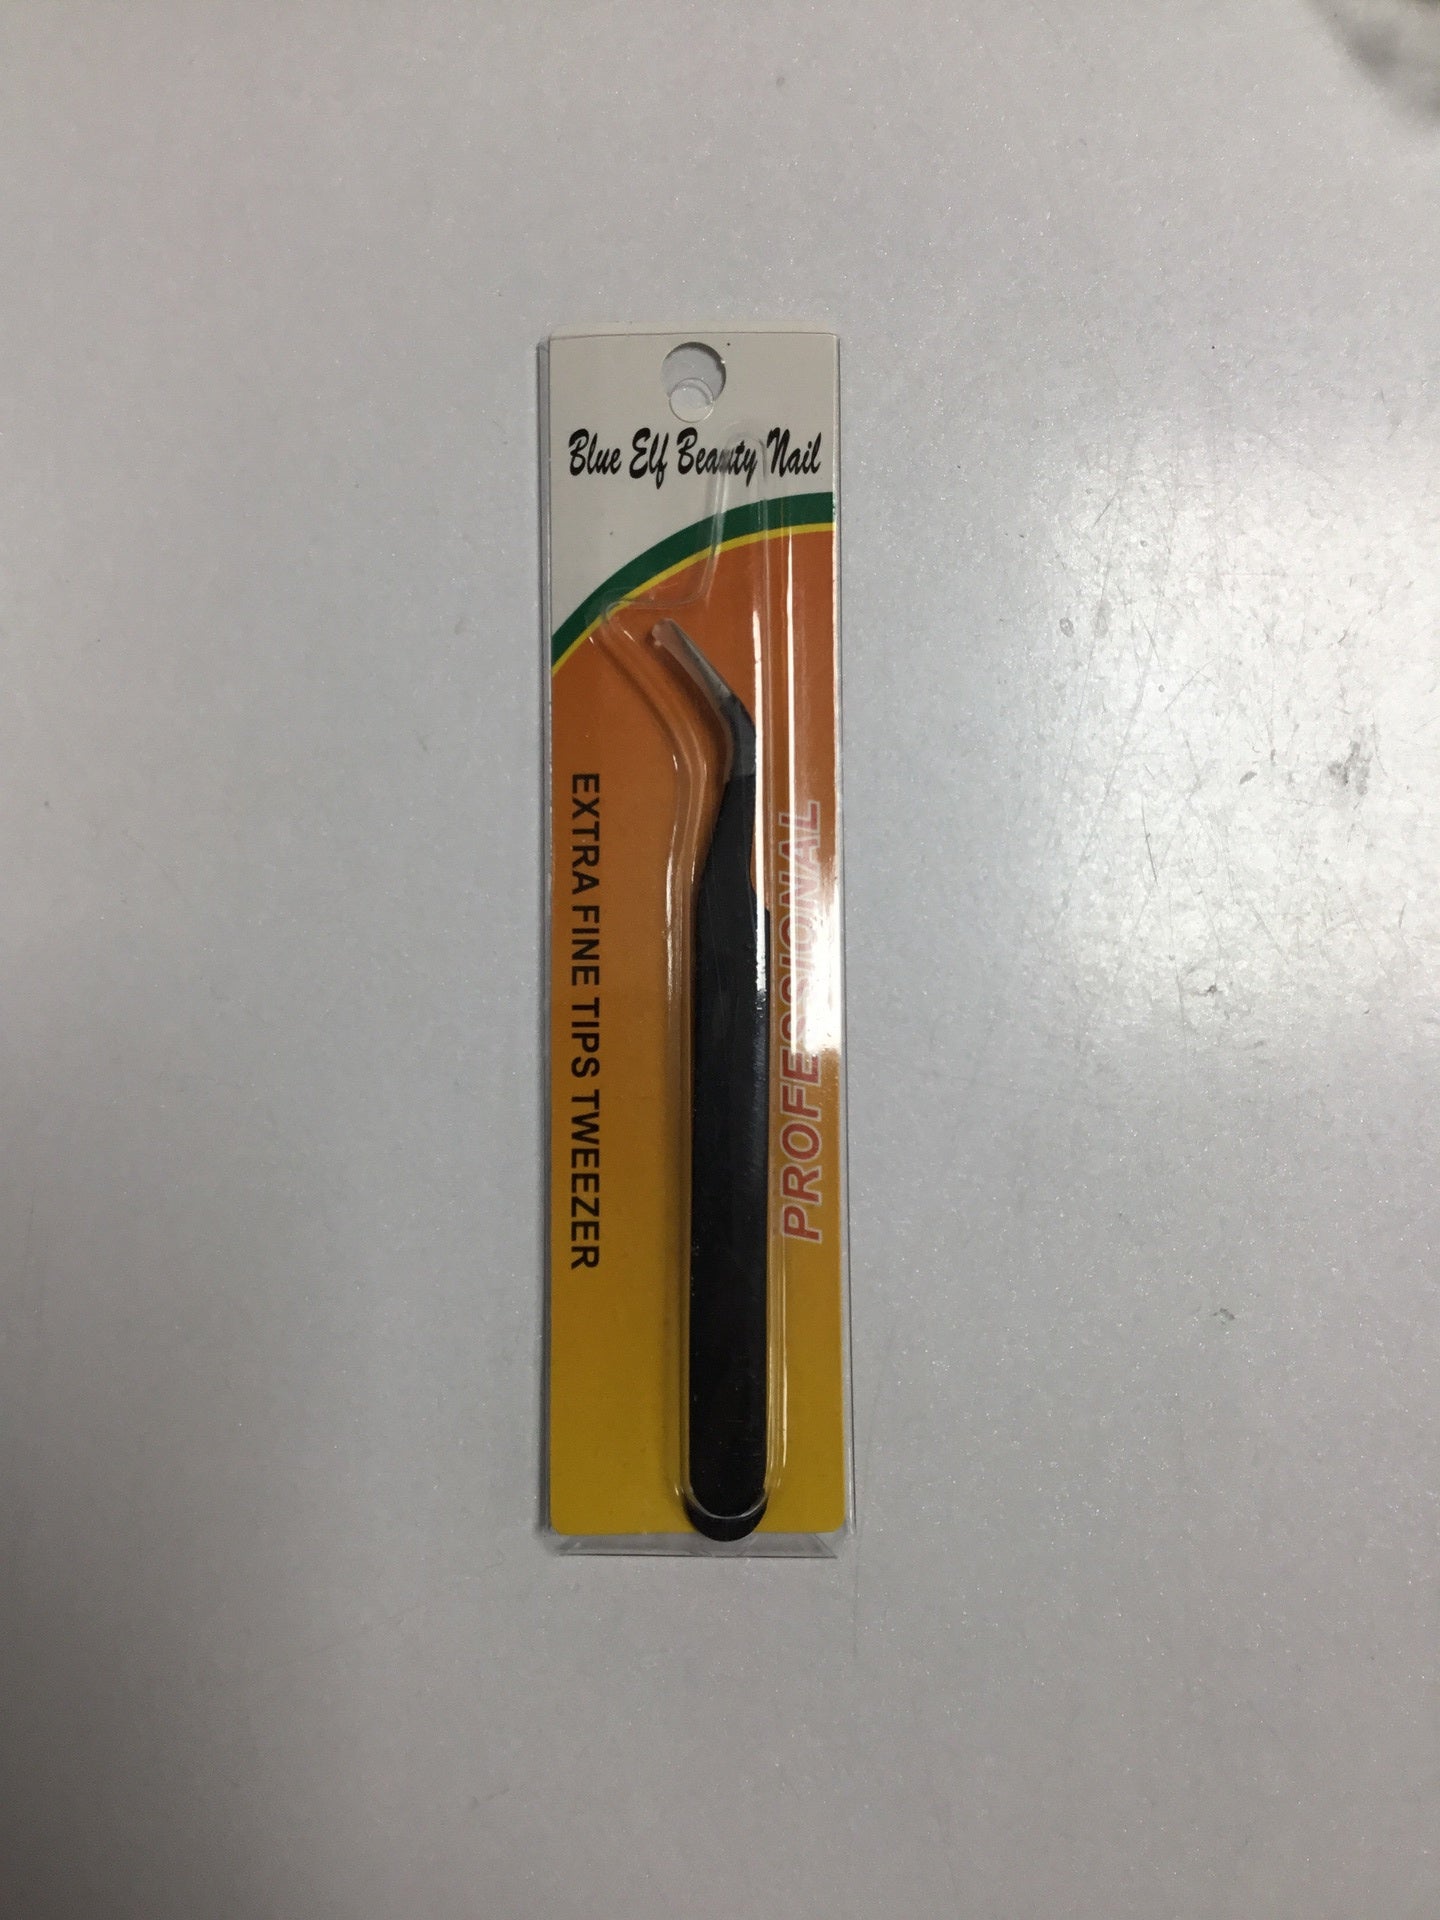 Blue Elf Beauty Nail
EXTRA FINE TIPS TWEEZER
PROFESSIONAL